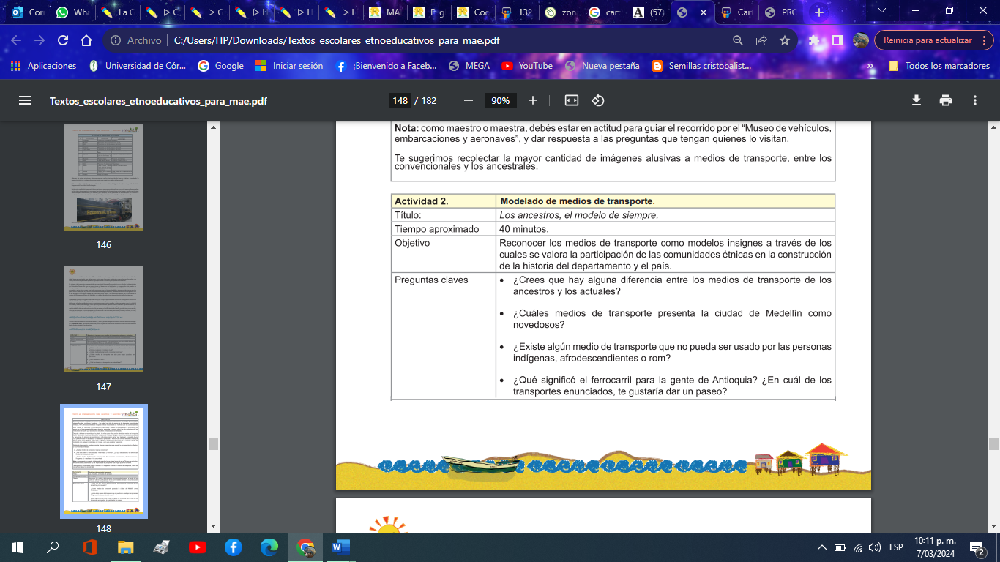 Con
Wha
La G
C
G
H
H
Li
MA
El g
Coc
132
zon
cart
(57)
Cart
PRC
Archivo
C:/Users/HP/Downloads/Textos_escolares_etnoeducativos_para_mae.pdf
Reinicia para actualizar
Aplicaciones
Universidad de Cór...
Google
Iniciar sesión
¡Bienvenido a Faceb...
MEGA
YouTube
Nueva pestaña
Semillas cristobalist...
»
Todos los marcadores
Textos_escolares_etnoeducativos_para_mae.pdf
148 / 182
90%
146
147
148
Nota: como maestro o maestra, debés estar en actitud para guiar el recorrido por el “Museo de vehículos,
embarcaciones y aeronaves”, y dar respuesta a las preguntas que tengan quienes lo visitan.
Te sugerimos recolectar la mayor cantidad de imágenes alusivas a medios de transporte, entre los
convencionales y los ancestrales.
Actividad 2. Modelado de medios de transporte.
Título: Los ancestros, el modelo de siempre.
Tiempo aproximado 40 minutos.
Objetivo Reconocer los medios de transporte como modelos insignes a través de los
cuales se valora la participación de las comunidades étnicas en la construcción
de la historia del departamento y el país.
Preguntas claves • ¿Crees que hay alguna diferencia entre los medios de transporte de los
ancestros y los actuales?
• ¿Cuáles medios de transporte presenta la ciudad de Medellín como
novedosos?
• ¿Existe algún medio de transporte que no pueda ser usado por las personas
indígenas, afrodescendientes o rom?
• ¿Qué significó el ferrocarril para la gente de Antioquia? ¿En cuál de los
transportes enunciados, te gustaría dar un paseo?
ESP
10:11 p. m.
7/03/2024
2